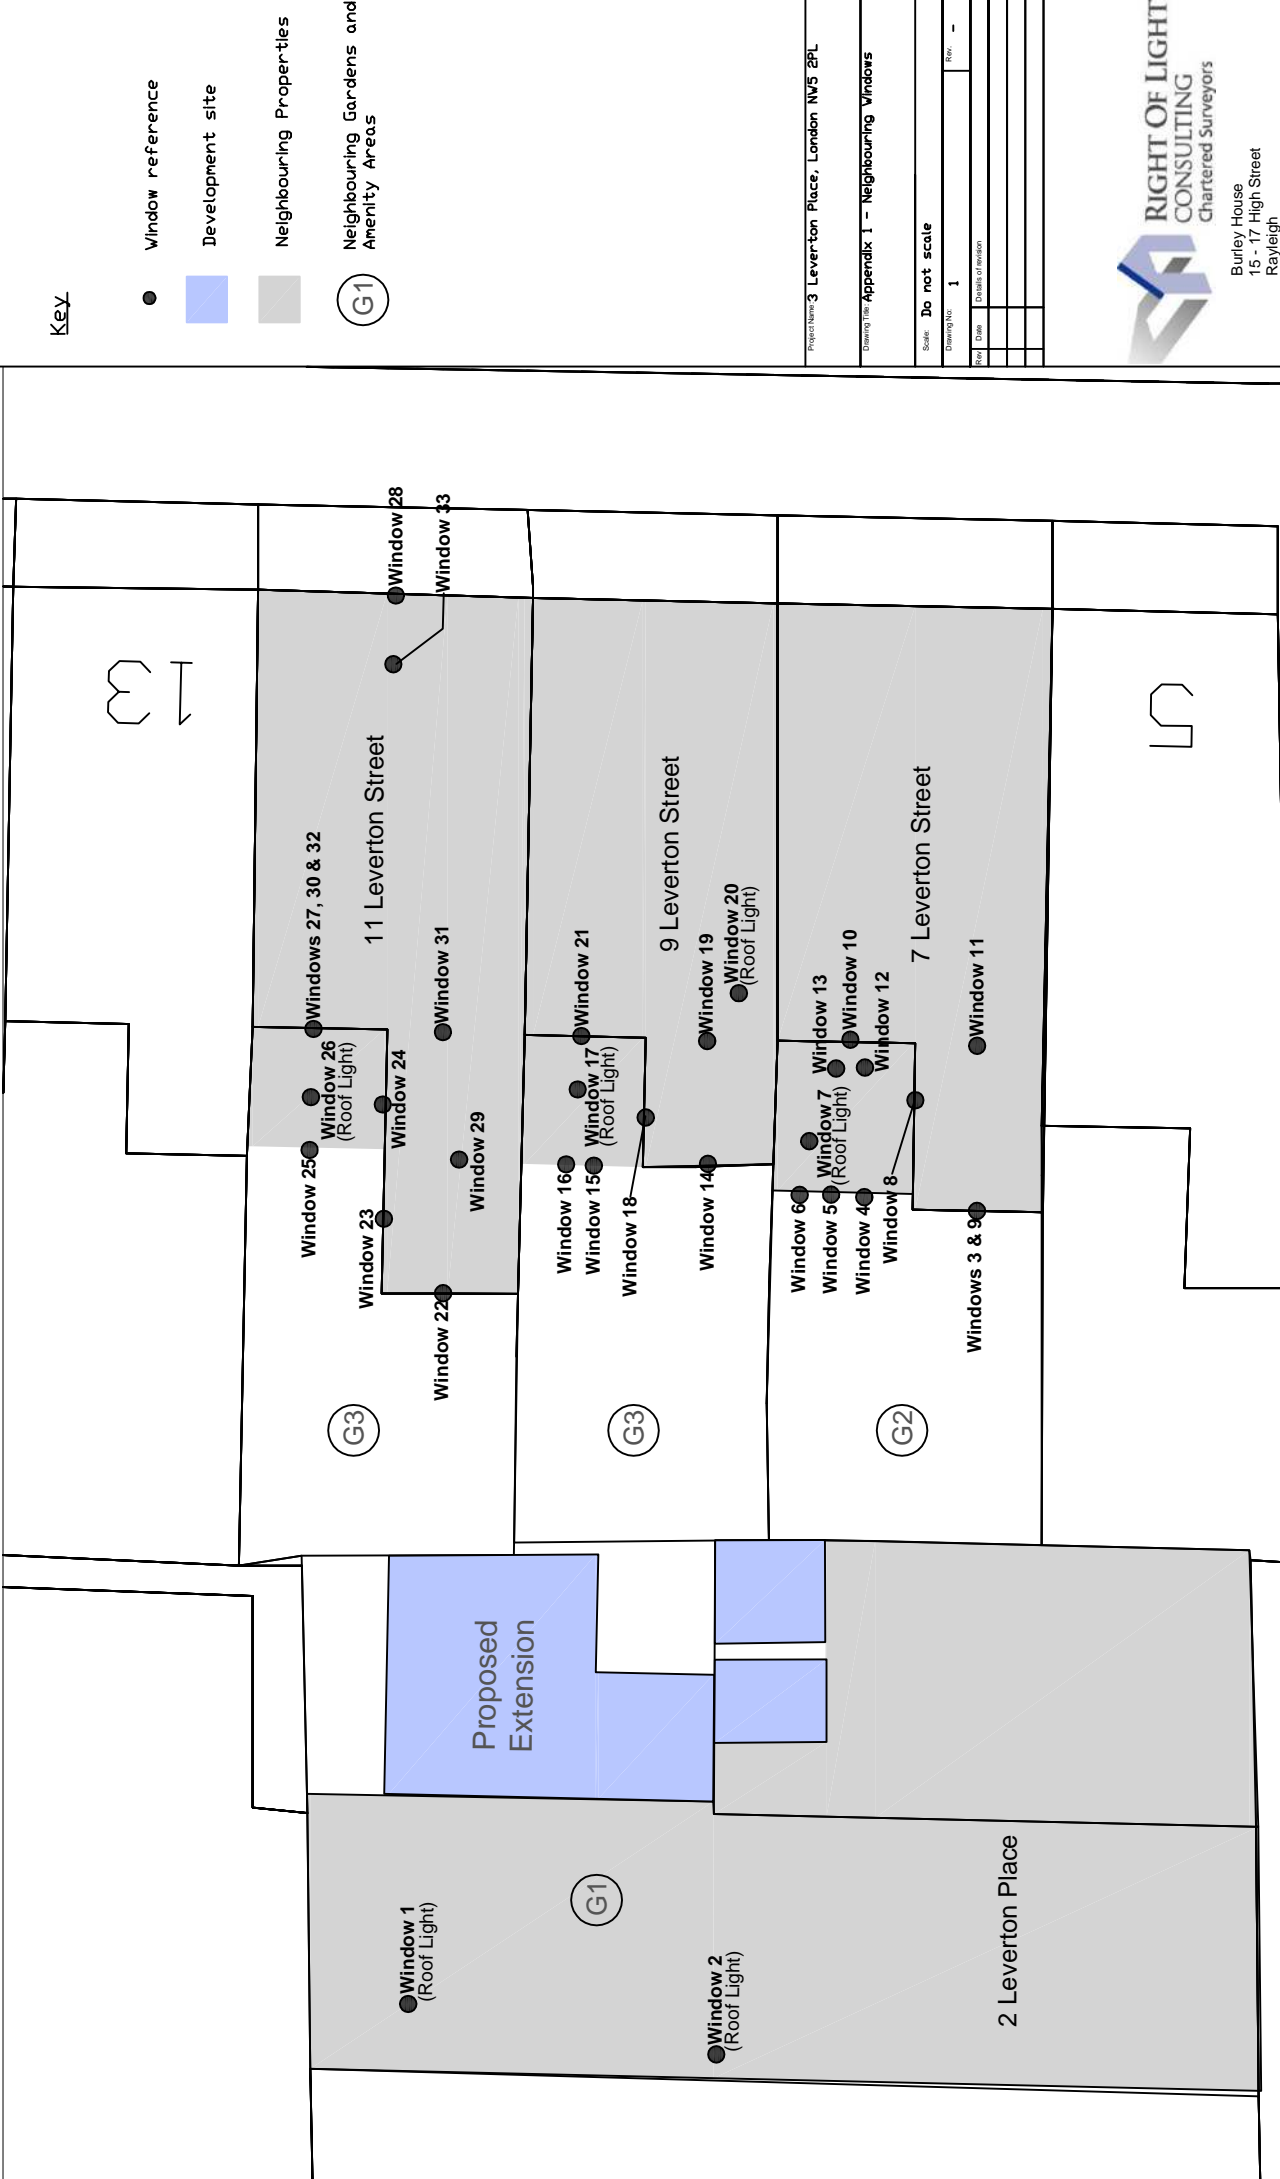 Key
Window reference
Development site
Neighbouring Properties
G1
Neighbouring Gardens and
Amenity Areas
Project Name: 3 Leverton Place, London NW5 2PL
Drawing Title: Appendix 1 - Neighbouring Windows
Scale: Do not scale
Drawing No: 1
Rev. -
Rev Date Details of revision
RIGHT OF LIGHT
CONSULTING
Chartered Surveyors
Burley House
15 - 17 High Street
Rayleigh
13
5
Window 28
Window 33
11 Leverton Street
Windows 27, 30 & 32
Window 26
(Roof Light)
Window 25
Window 24
Window 23
Window 31
Window 29
Window 22
G3
9 Leverton Street
Window 21
Window 17
(Roof Light)
Window 16
Window 15
Window 18
Window 19
Window 20
(Roof Light)
Window 14
G3
7 Leverton Street
Window 13
Window 10
Window 12
Window 7
(Roof Light)
Window 6
Window 5
Window 4
Window 8
Window 11
Windows 3 & 9
G2
Proposed
Extension
G1
Window 1
(Roof Light)
Window 2
(Roof Light)
2 Leverton Place